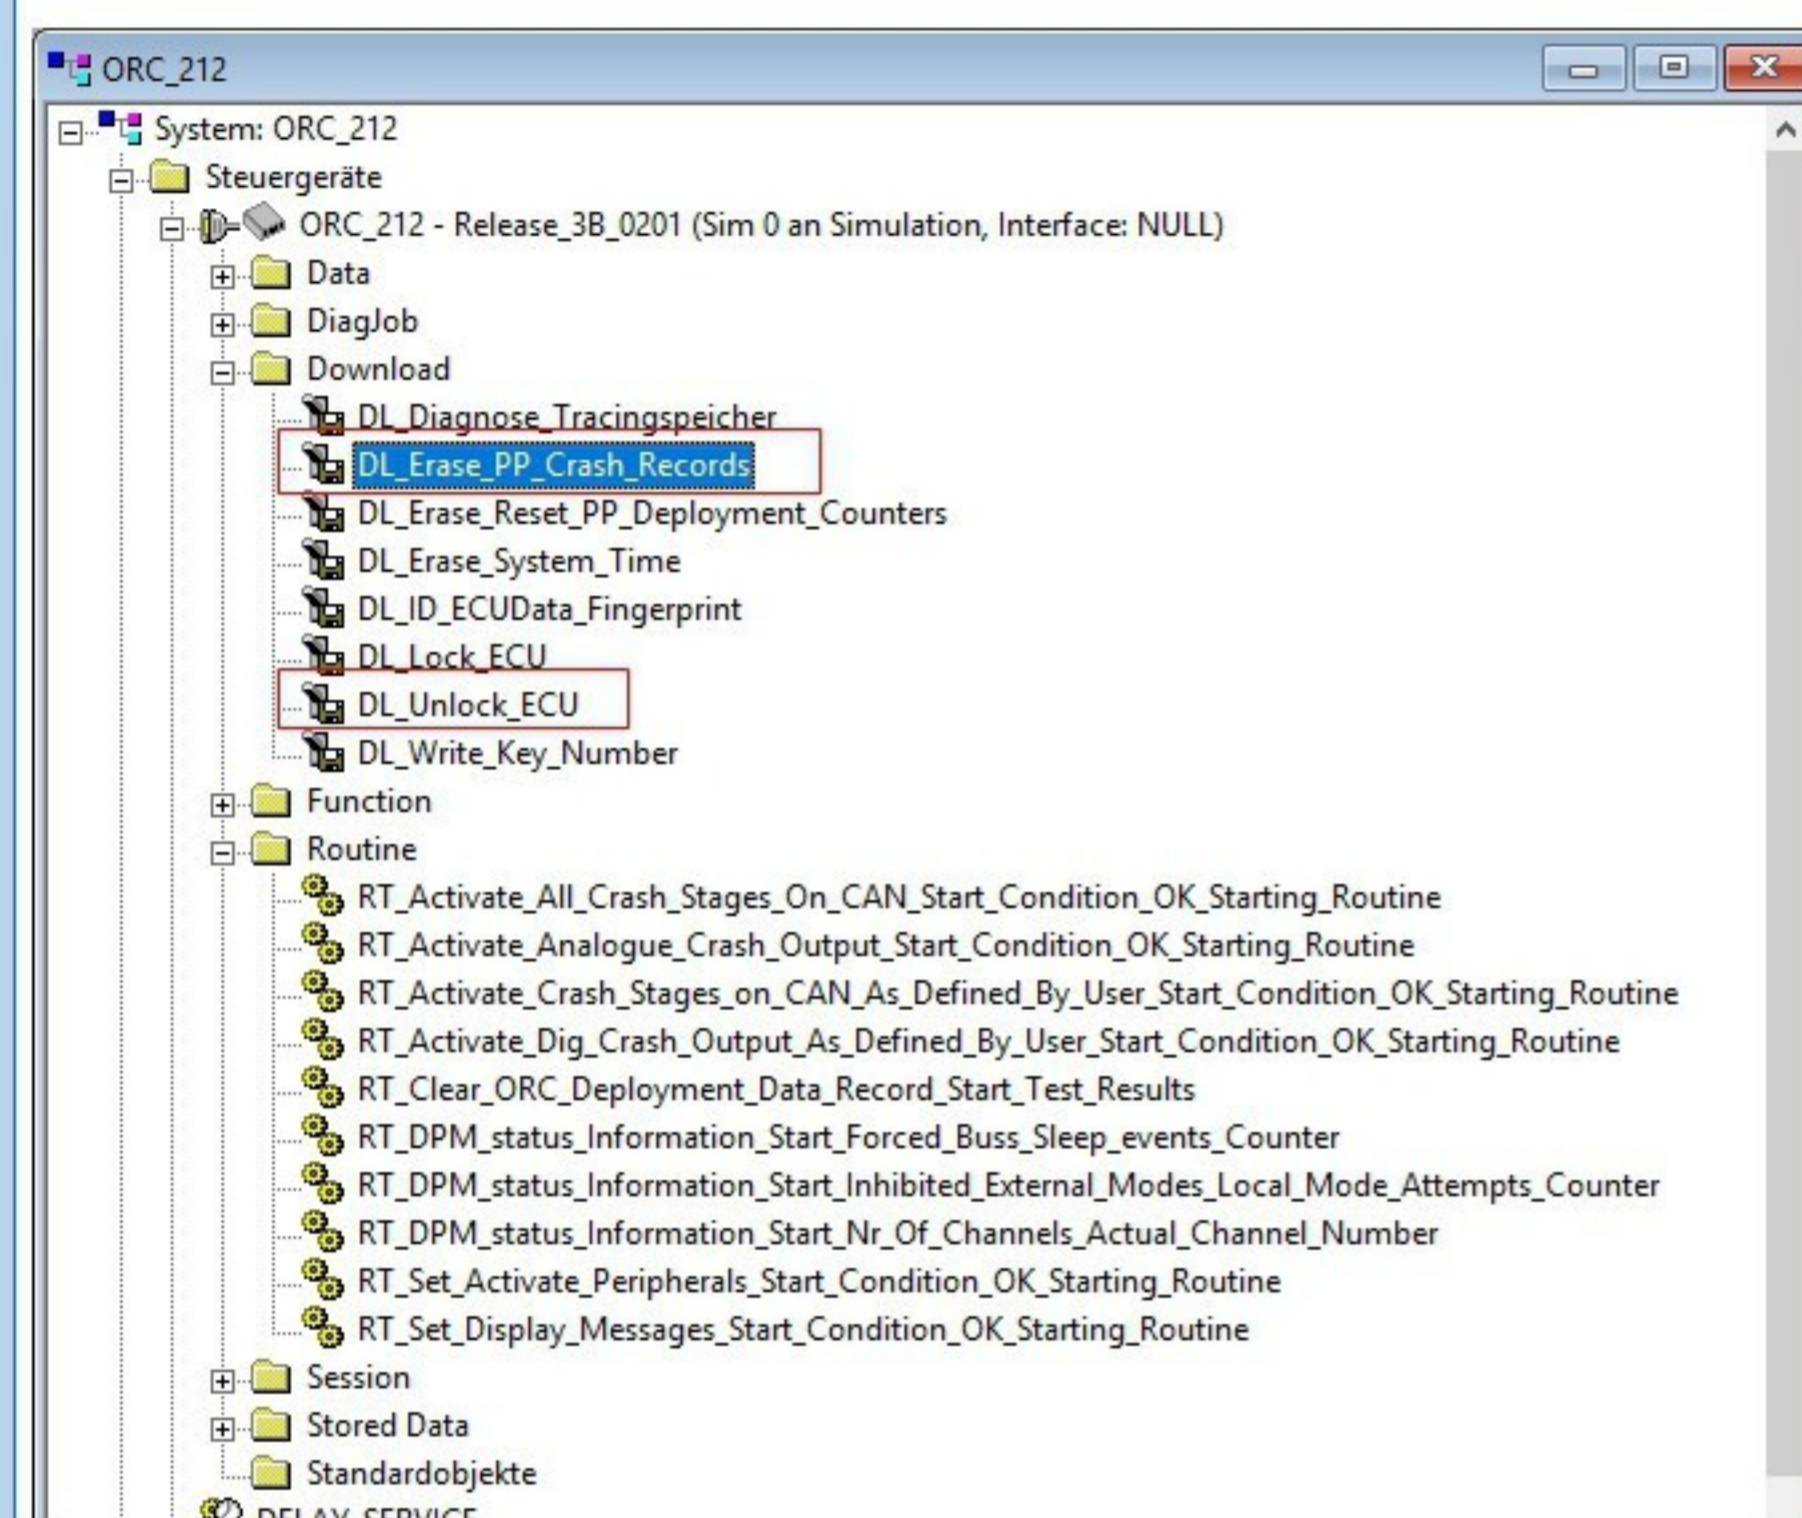 ORC_212
System: ORC_212
Steuergeräte
ORC_212 - Release_3B_0201 (Sim 0 an Simulation, Interface: NULL)
Data
DiagJob
Download
DL_Diagnose_Tracingspeicher
DL_Erase_PP_Crash_Records
DL_Erase_Reset_PP_Deployment_Counters
DL_Erase_System_Time
DL_ID_ECUData_Fingerprint
DL_Lock_ECU
DL_Unlock_ECU
DL_Write_Key_Number
Function
Routine
RT_Activate_All_Crash_Stages_On_CAN_Start_Condition_OK_Starting_Routine
RT_Activate_Analogue_Crash_Output_Start_Condition_OK_Starting_Routine
RT_Activate_Crash_Stages_on_CAN_As_Defined_By_User_Start_Condition_OK_Starting_Routine
RT_Activate_Dig_Crash_Output_As_Defined_By_User_Start_Condition_OK_Starting_Routine
RT_Clear_ORC_Deployment_Data_Record_Start_Test_Results
RT_DPM_status_Information_Start_Forced_Buss_Sleep_events_Counter
RT_DPM_status_Information_Start_Inhibited_External_Modes_Local_Mode_Attempts_Counter
RT_DPM_status_Information_Start_Nr_Of_Channels_Actual_Channel_Number
RT_Set_Activate_Peripherals_Start_Condition_OK_Starting_Routine
RT_Set_Display_Messages_Start_Condition_OK_Starting_Routine
Session
Stored Data
Standardobjekte
DELAY_SERVICE